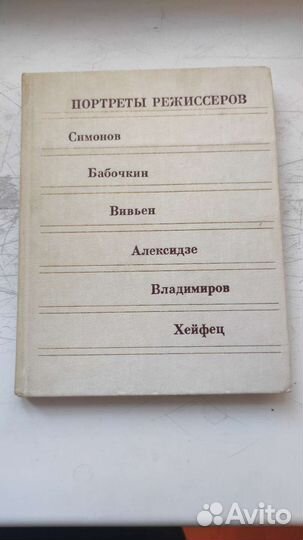 ПОРТРЕТЫ РЕЖИССЕРОВ
Симонов
Бабочкин
Вивьен
Алексидзе
Владимиров
Хейфец
Avito